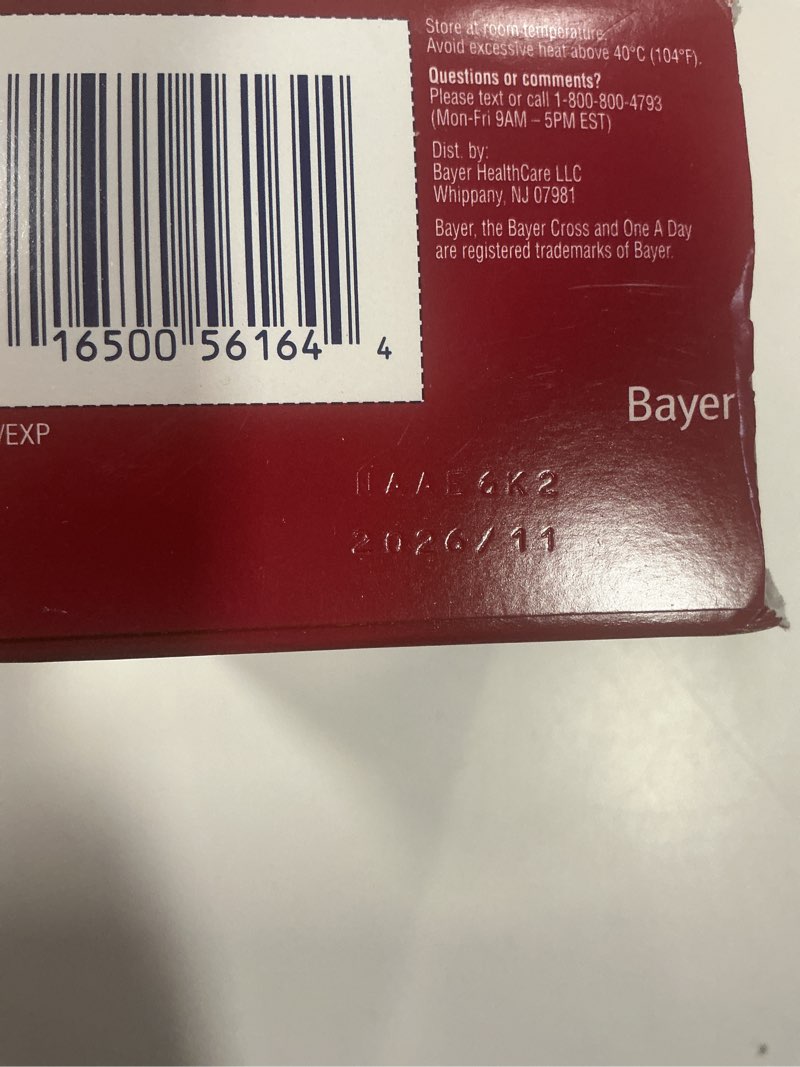 Store at room temperature.
Avoid excessive heat above 40°C (104°F).
Questions or comments?
Please text or call 1-800-800-4793
(Mon-Fri 9AM – 5PM EST)
Dist. by:
Bayer HealthCare LLC
Whippany, NJ 07981
Bayer, the Bayer Cross and One A Day
are registered trademarks of Bayer.
16500 56164 4
Bayer
/EXP
2026/11